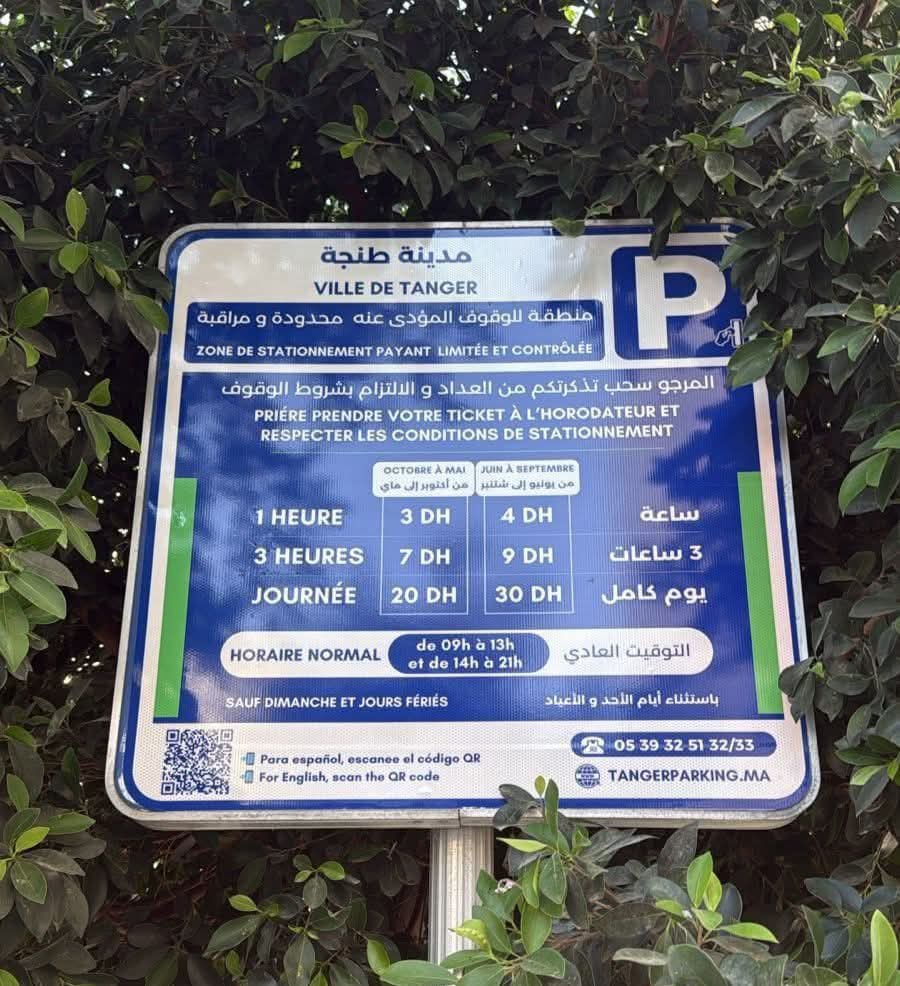 مدينة طنجة
VILLE DE TANGER
P
منطقة للوقوف المؤدى عنه محدودة و مراقبة
ZONE DE STATIONNEMENT PAYANT LIMITÉE ET CONTRÔLÉE
المرجو سحب تذكرتكم من العداد و الالتزام بشروط الوقوف
PRIÉRE PRENDRE VOTRE TICKET À L'HORODATEUR ET
RESPECTER LES CONDITIONS DE STATIONNEMENT
OCTOBRE À MAI JUIN À SEPTEMBRE
من أكتوبر إلى ماي من يونيو إلى شتنبر
1 HEURE 3 DH 4 DH ساعة
3 HEURES 7 DH 9 DH 3 ساعات
JOURNÉE 20 DH 30 DH يوم كامل
HORAIRE NORMAL de 09h à 13h et de 14h à 21h التوقيت العادي
SAUF DIMANCHE ET JOURS FÉRIÉS باستثناء أيام الأحد و الأعياد
05 39 32 51 32/33
Para español, escanee el código QR
For English, scan the QR code
TANGERPARKING.MA